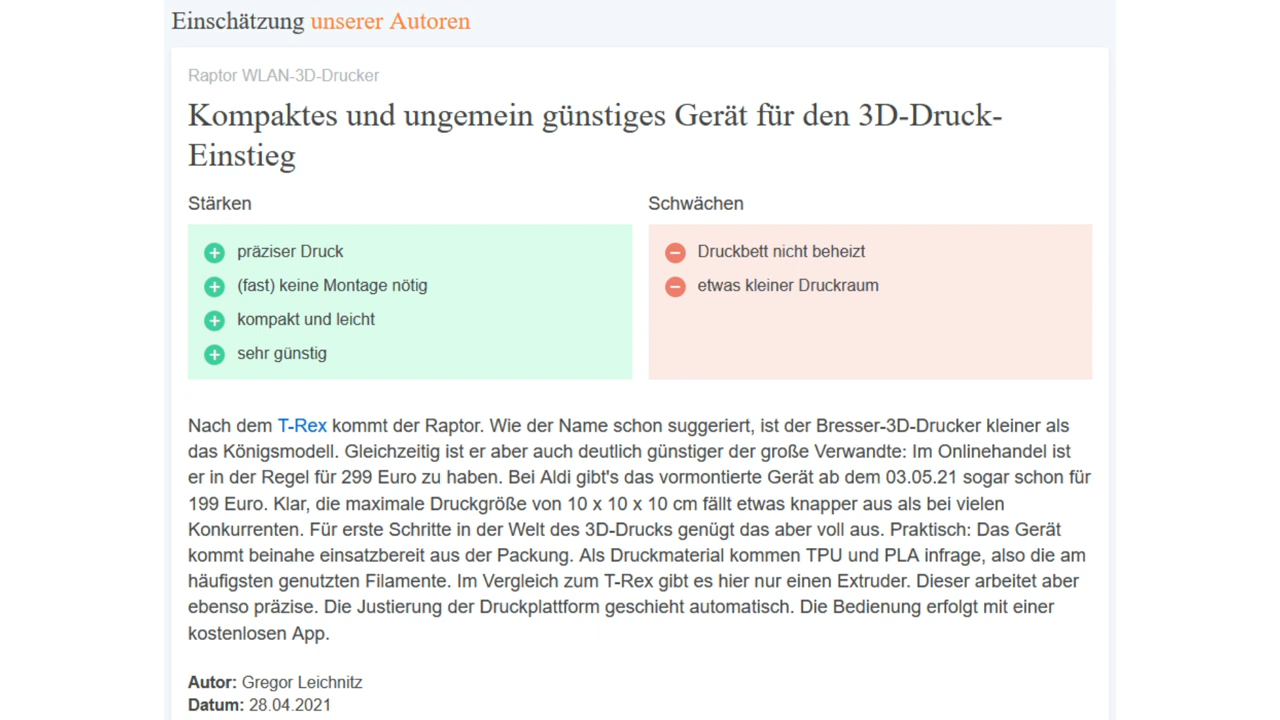 Einschätzung unserer Autoren
Raptor WLAN-3D-Drucker
Kompaktes und ungemein günstiges Gerät für den 3D-Druck-
Einstieg
Stärken
präziser Druck
(fast) keine Montage nötig
kompakt und leicht
sehr günstig
Schwächen
Druckbett nicht beheizt
etwas kleiner Druckraum
Nach dem T-Rex kommt der Raptor. Wie der Name schon suggeriert, ist der Bresser-3D-Drucker kleiner als
das Königsmodell. Gleichzeitig ist er aber auch deutlich günstiger der große Verwandte: Im Onlinehandel ist
er in der Regel für 299 Euro zu haben. Bei Aldi gibt's das vormontierte Gerät ab dem 03.05.21 sogar schon für
199 Euro. Klar, die maximale Druckgröße von 10 x 10 x 10 cm fällt etwas knapper aus als bei vielen
Konkurrenten. Für erste Schritte in der Welt des 3D-Drucks genügt das aber voll aus. Praktisch: Das Gerät
kommt beinahe einsatzbereit aus der Packung. Als Druckmaterial kommen TPU und PLA infrage, also die am
häufigsten genutzten Filamente. Im Vergleich zum T-Rex gibt es hier nur einen Extruder. Dieser arbeitet aber
ebenso präzise. Die Justierung der Druckplattform geschieht automatisch. Die Bedienung erfolgt mit einer
kostenlosen App.
Autor: Gregor Leichnitz
Datum: 28.04.2021